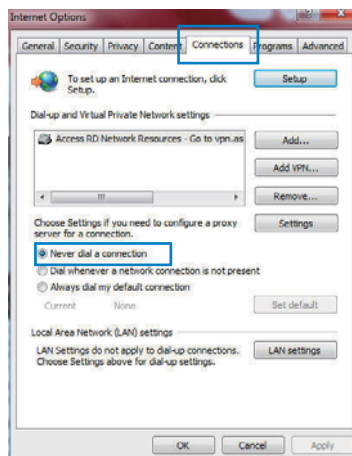 Internet Options
General Security Privacy Content Connections Programs Advanced
To set up an Internet connection, click
Setup.
Setup
Dial-up and Virtual Private Network settings
Access RD Network Resources - Go to vpn.as
Add...
Add VPN...
Remove...
Choose Settings if you need to configure a proxy
server for a connection.
Settings
Never dial a connection
Dial whenever a network connection is not present
Always dial my default connection
Current None
Set default
Local Area Network (LAN) settings
LAN Settings do not apply to dial-up connections.
Choose Settings above for dial-up settings.
LAN settings
OK Cancel Apply